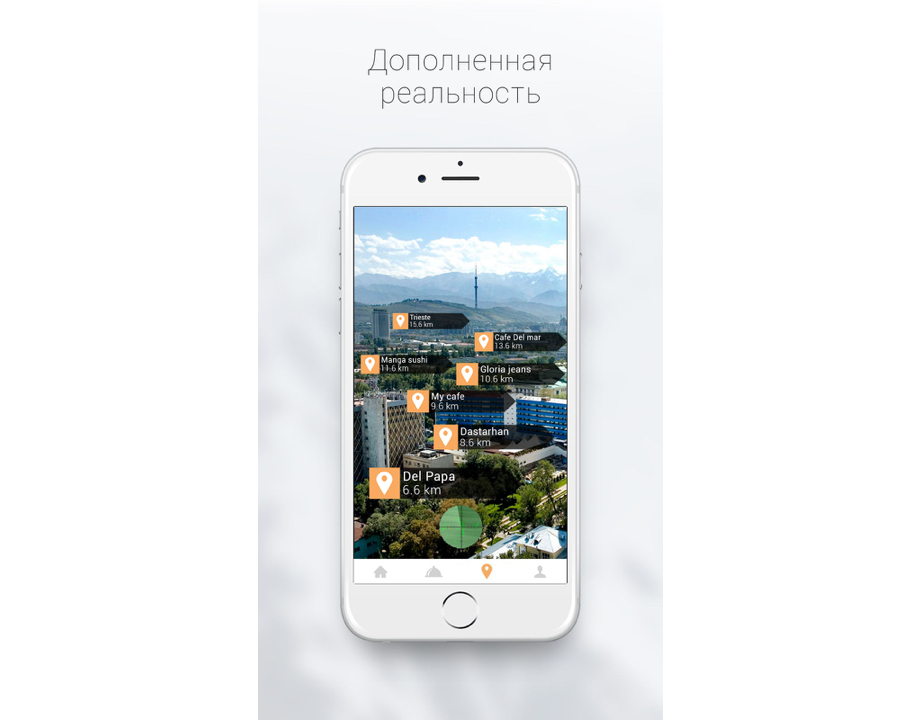 Дополненная
реальность
Trieste
15.6 km
Cafe Del mar
13.6 km
Manga sushi
11.6 km
Gloria jeans
10.6 km
My cafe
9.6 km
Dastarhan
8.6 km
Del Papa
6.6 km